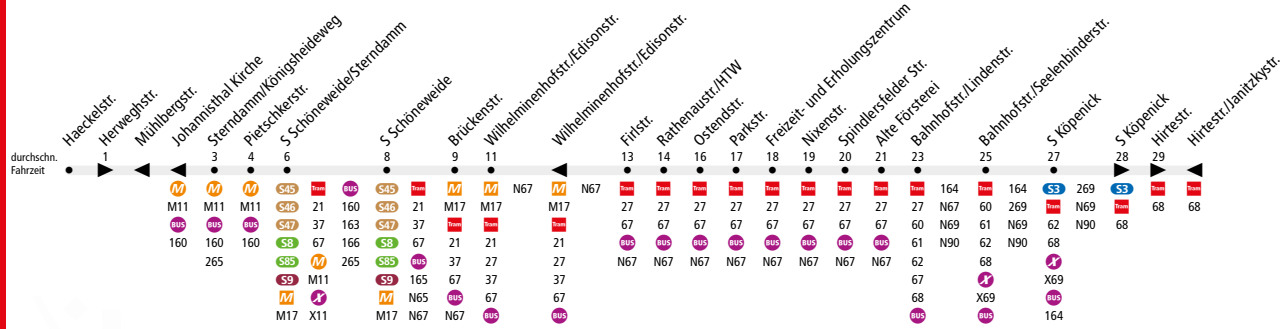 Haeckelstr.
Herweghstr.
Mühlbergstr.
Johannisthal Kirche
Sterndamm/Königsheideweg
Pietschkerstr.
S Schöneweide/Sterndamm
S Schöneweide
Brückenstr.
Wilhelminenhofstr./Edisonstr.
Wilhelminenhofstr./Edisonstr.
Firlstr.
Rathenaustr./HTW
Ostendstr.
Parkstr.
Freizeit- und Erholungszentrum
Nixenstr.
Spindlersfelder Str.
Alte Försterei
Bahnhofstr./Lindenstr.
Bahnhofstr./Seelenbinderstr.
S Köpenick
S Köpenick
Hirtestr.
Hirtestr./Janitzkystr.
durchschn. 1 3 4 6 8 9 11 13 14 16 17 18 19 20 21 23 25 27 28 29
Fahrzeit
M M M S45 Tram BUS S45 Tram M M N67 M N67 Tram Tram Tram Tram Tram Tram Tram Tram Tram 164 Tram 164 S3 269 S3 Tram Tram
M11 M11 M11 S46 21 160 S46 21 M17 M17 M17 27 27 27 27 27 27 27 27 27 N67 60 269 Tram N69 Tram 68 68
BUS BUS BUS S47 37 163 S47 37 Tram Tram Tram 67 67 67 67 67 67 67 67 60 N69 61 N69 62 N90 68
160 160 160 S8 67 166 S8 67 21 21 21 BUS BUS BUS BUS BUS BUS BUS BUS 61 N90 62 N90 68
265 S85 M 265 S85 BUS 37 27 27 N67 N67 N67 N67 N67 N67 N67 N67 62 68 X
S9 M11 S9 165 67 37 37 67 X X69
M X M N65 BUS 67 67 68 X69 BUS
M17 X11 M17 N67 N67 BUS BUS BUS BUS 164